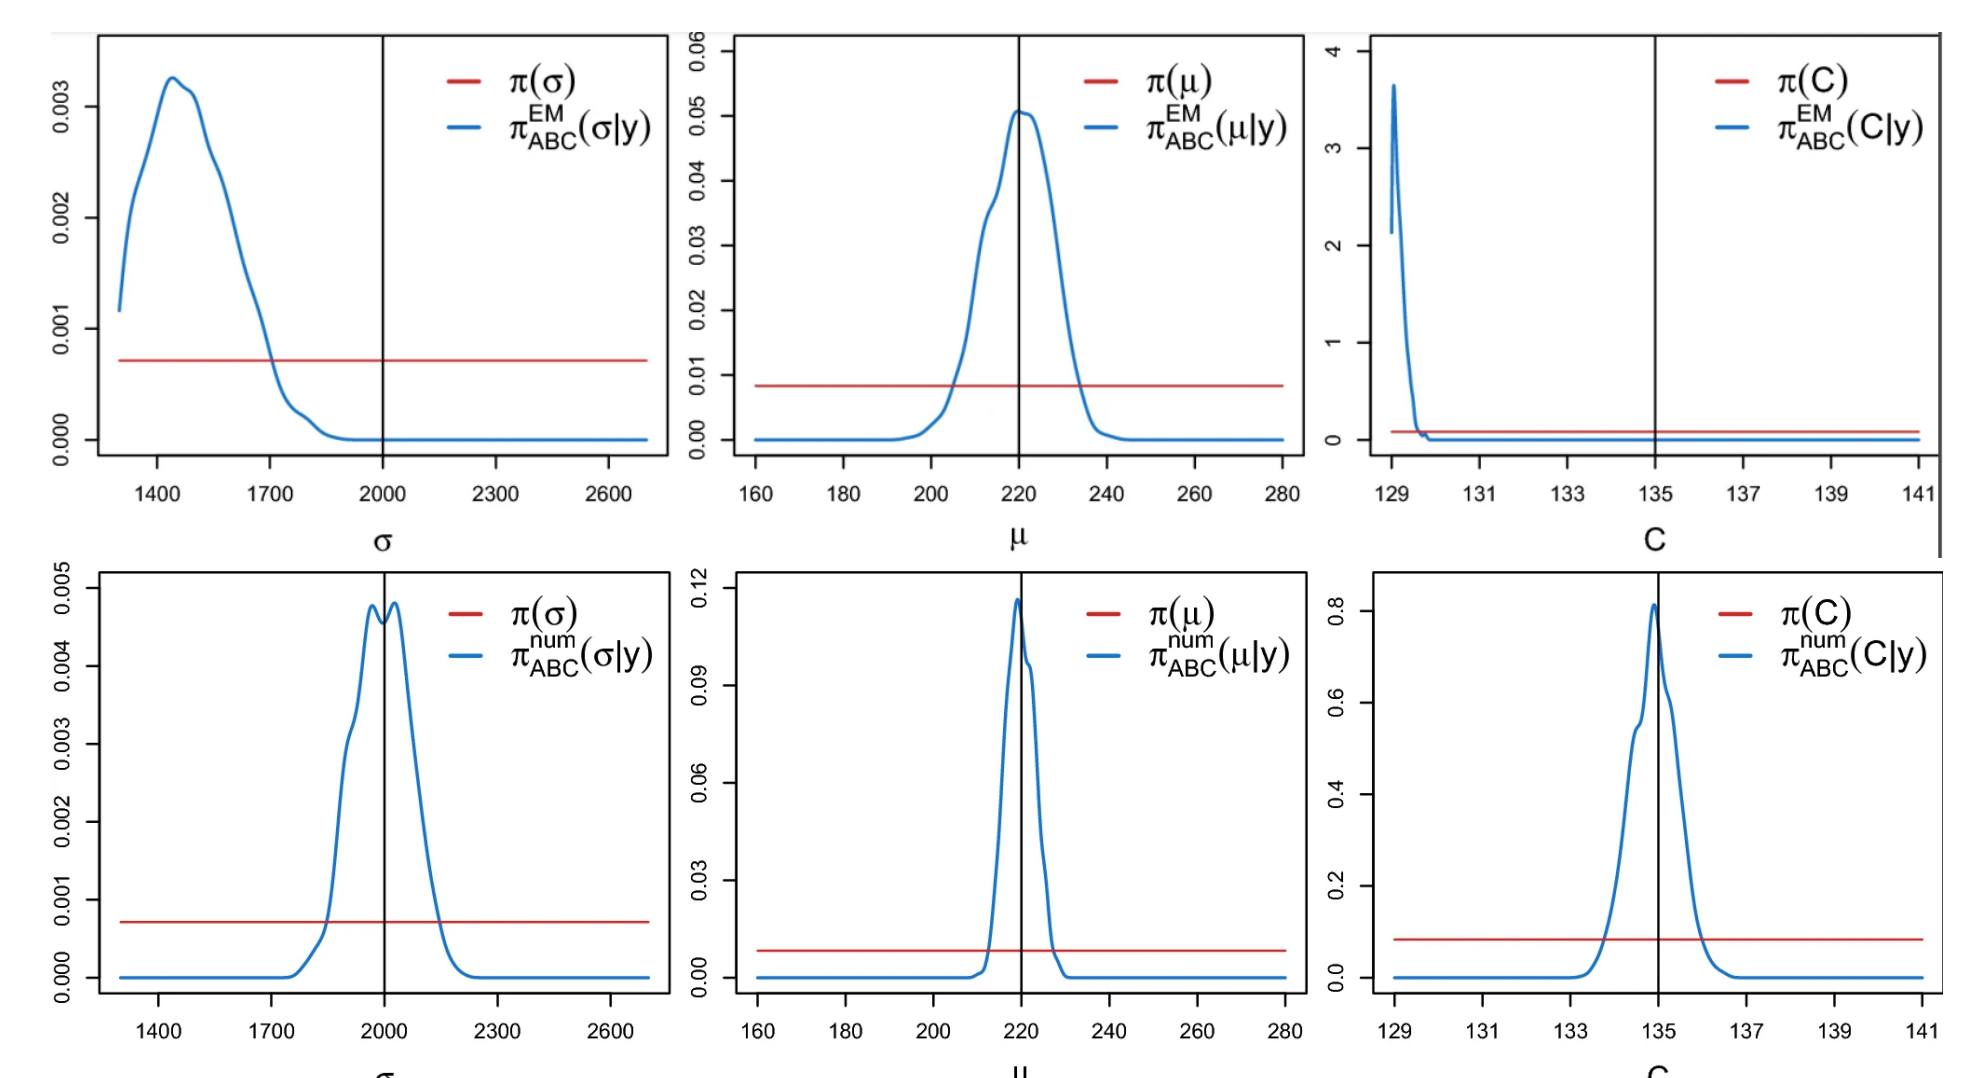 π(σ)
π^EM_ABC(σ|y)
0.000 0.001 0.002 0.003
1400 1700 2000 2300 2600
σ
π(μ)
π^EM_ABC(μ|y)
0.00 0.01 0.02 0.03 0.04 0.05 0.06
160 180 200 220 240 260 280
μ
π(C)
π^EM_ABC(C|y)
0 1 2 3 4
129 131 133 135 137 139 141
C
π(σ)
π^num_ABC(σ|y)
0.000 0.001 0.002 0.003 0.004 0.005
1400 1700 2000 2300 2600
σ
π(μ)
π^num_ABC(μ|y)
0.00 0.03 0.06 0.09 0.12
160 180 200 220 240 260 280
μ
π(C)
π^num_ABC(C|y)
0.0 0.2 0.4 0.6 0.8
129 131 133 135 137 139 141
C